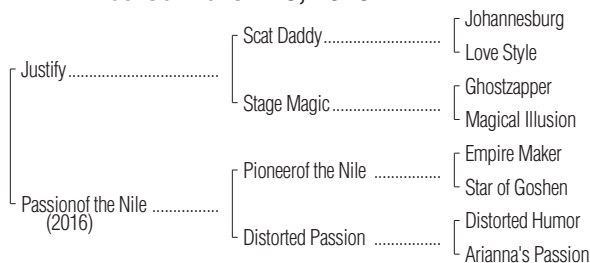 Johannesburg
Scat Daddy
Love Style
Justify
Ghostzapper
Stage Magic
Magical Illusion
Empire Maker
Pioneerof the Nile
Star of Goshen
Passionof the Nile
(2016)
Distorted Humor
Distorted Passion
Arianna's Passion